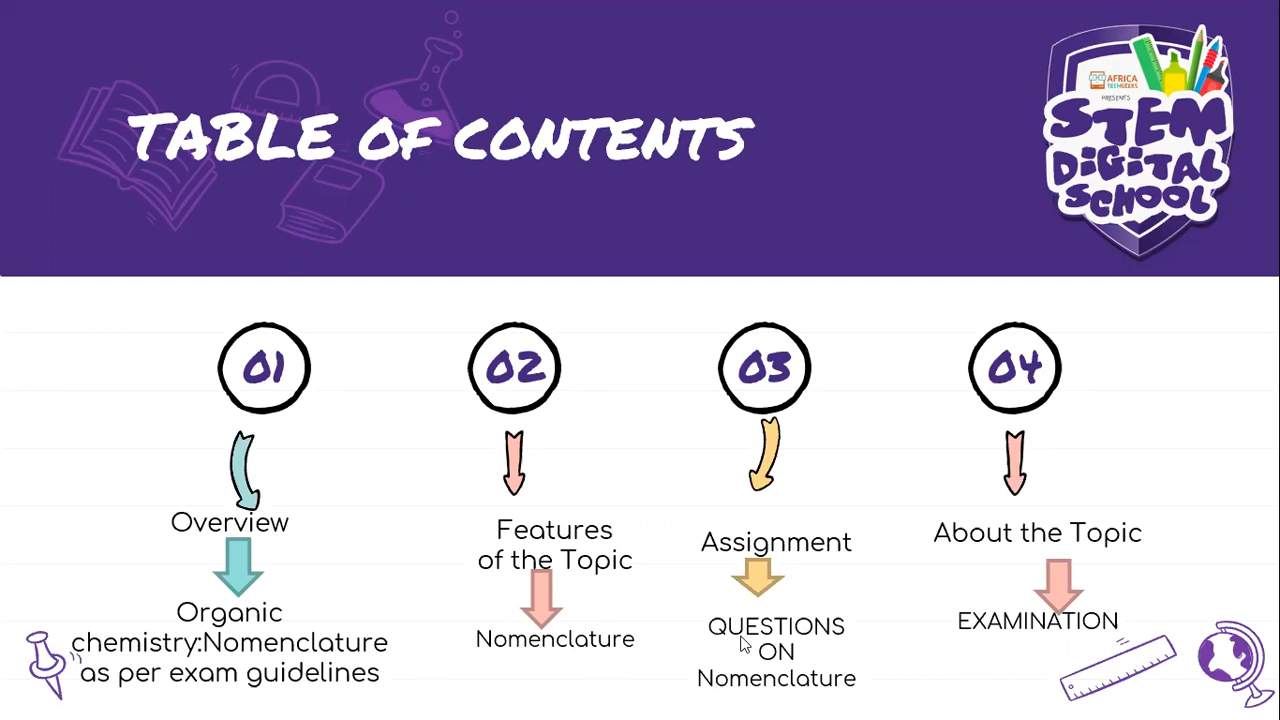 TABLE OF CONTENTS
AFRICA
TEENGEEKS
PRESENTS
STEM
DIGITAL
SCHOOL
01
02
03
04
Overview
Organic
chemistry:Nomenclature
as per exam guidelines
Features
of the Topic
Nomenclature
Assignment
QUESTIONS
ON
Nomenclature
About the Topic
EXAMINATION